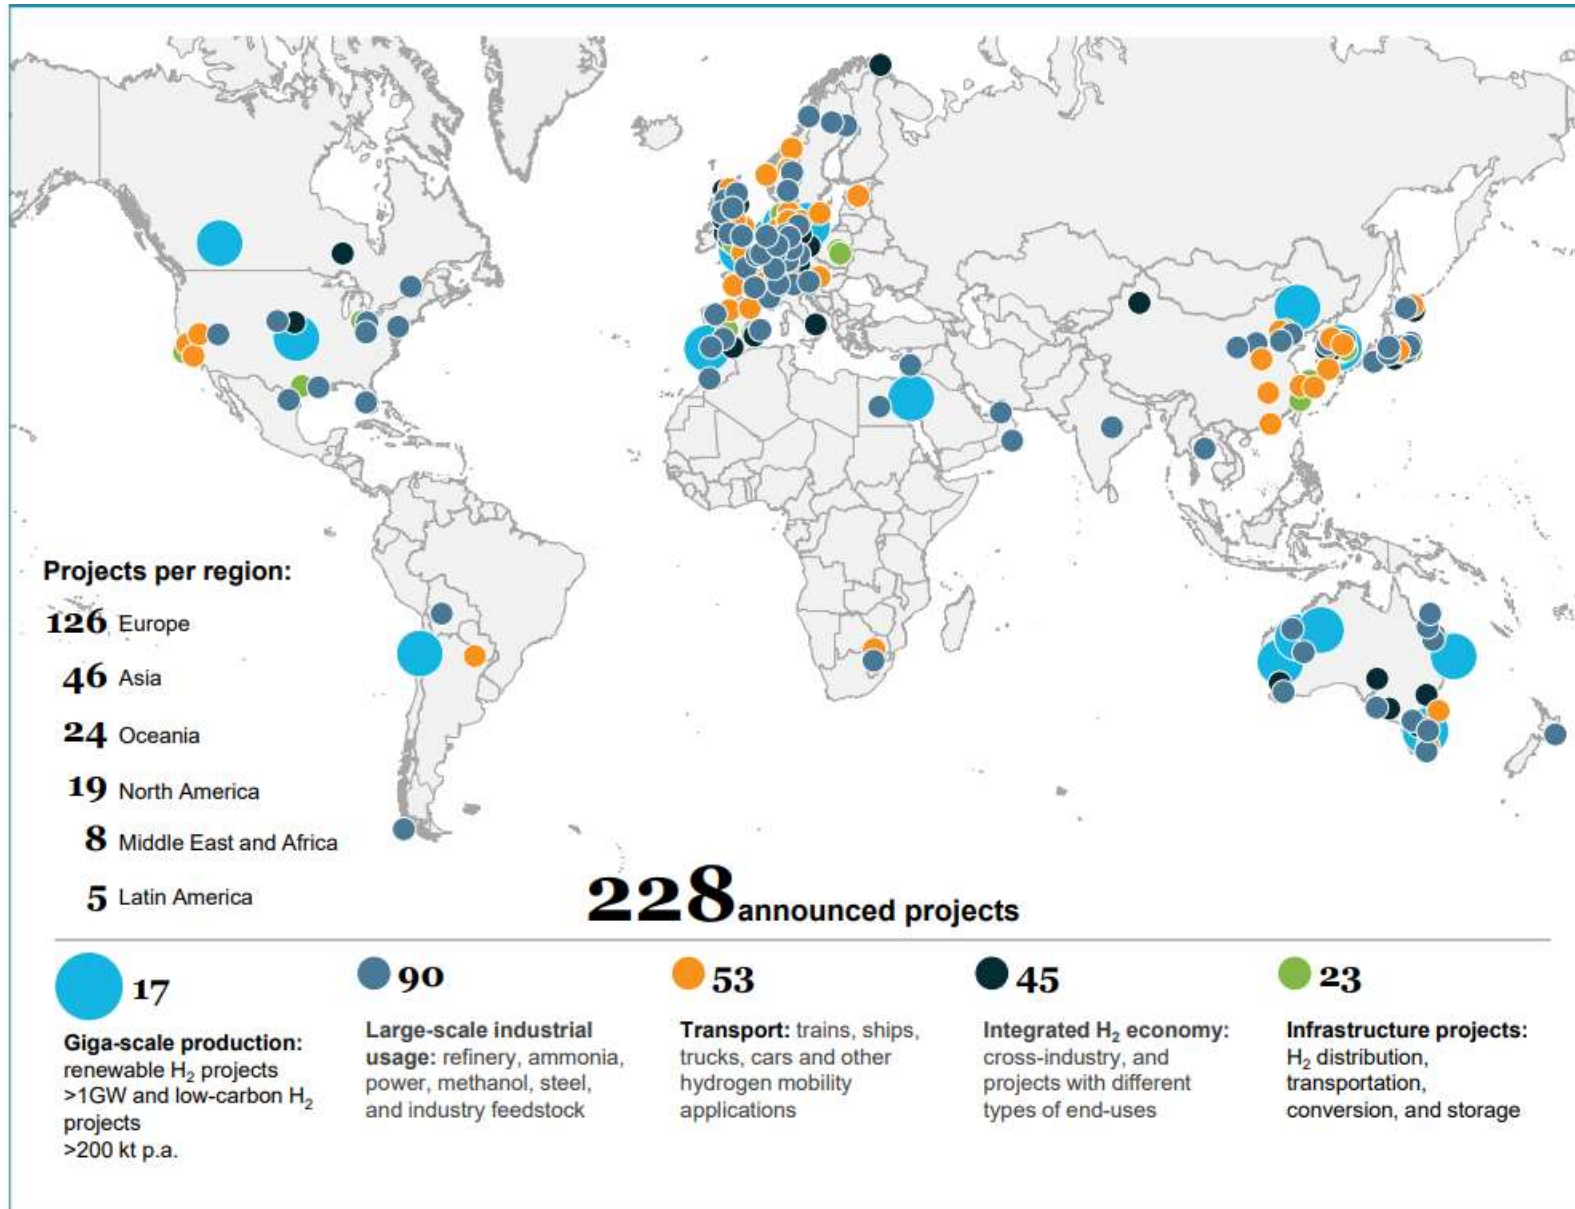 Projects per region:
126 Europe
46 Asia
24 Oceania
19 North America
8 Middle East and Africa
5 Latin America
228 announced projects
17
Giga-scale production:
renewable H₂ projects
>1GW and low-carbon H₂
projects
>200 kt p.a.
90
Large-scale industrial
usage: refinery, ammonia,
power, methanol, steel,
and industry feedstock
53
Transport: trains, ships,
trucks, cars and other
hydrogen mobility
applications
45
Integrated H₂ economy:
cross-industry, and
projects with different
types of end-uses
23
Infrastructure projects:
H₂ distribution,
transportation,
conversion, and storage